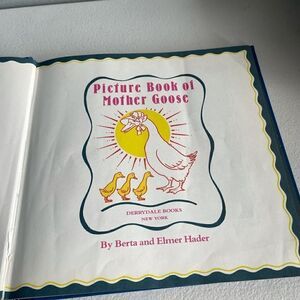 Picture Book of
Mother Goose
DERRYDALE BOOKS
NEW YORK
By Berta and Elmer Hader